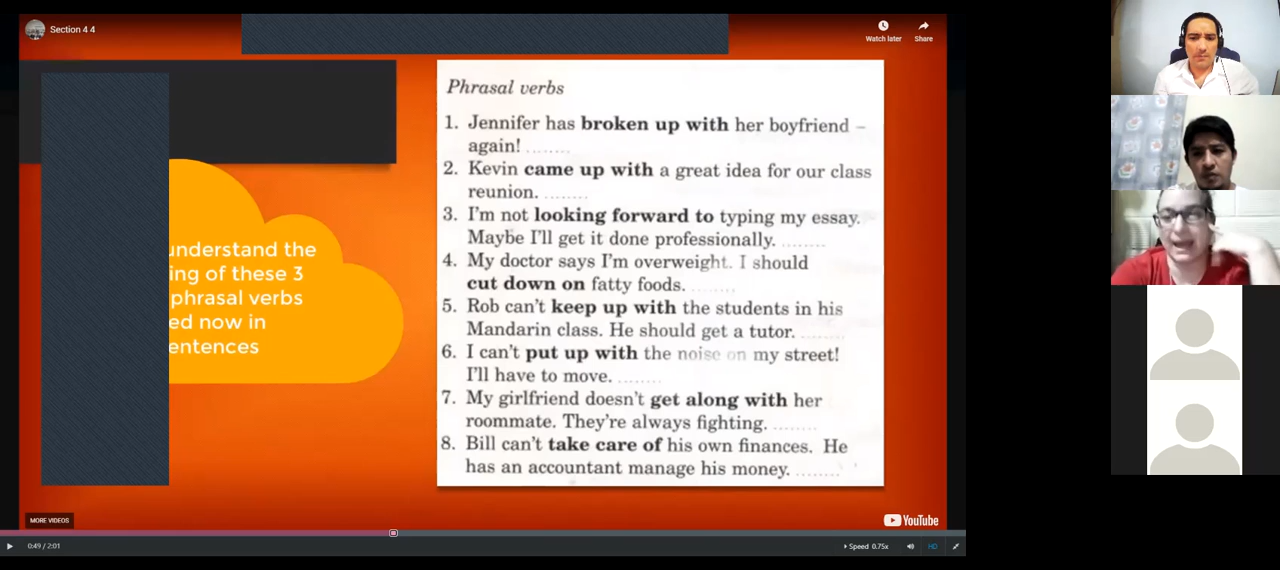 Section 4 4
Watch later
Share
understand the
ing of these 3
phrasal verbs
ed now in
entences
Phrasal verbs
1. Jennifer has broken up with her boyfriend –
again! ........
2. Kevin came up with a great idea for our class
reunion. ........
3. I'm not looking forward to typing my essay.
Maybe I'll get it done professionally. ........
4. My doctor says I'm overweight. I should
cut down on fatty foods. ........
5. Rob can't keep up with the students in his
Mandarin class. He should get a tutor. ........
6. I can't put up with the noise on my street!
I'll have to move. ........
7. My girlfriend doesn't get along with her
roommate. They're always fighting. ........
8. Bill can't take care of his own finances. He
has an accountant manage his money. ........
MORE VIDEOS
YouTube
0:49 / 2:01
Speed 0.75x
HD